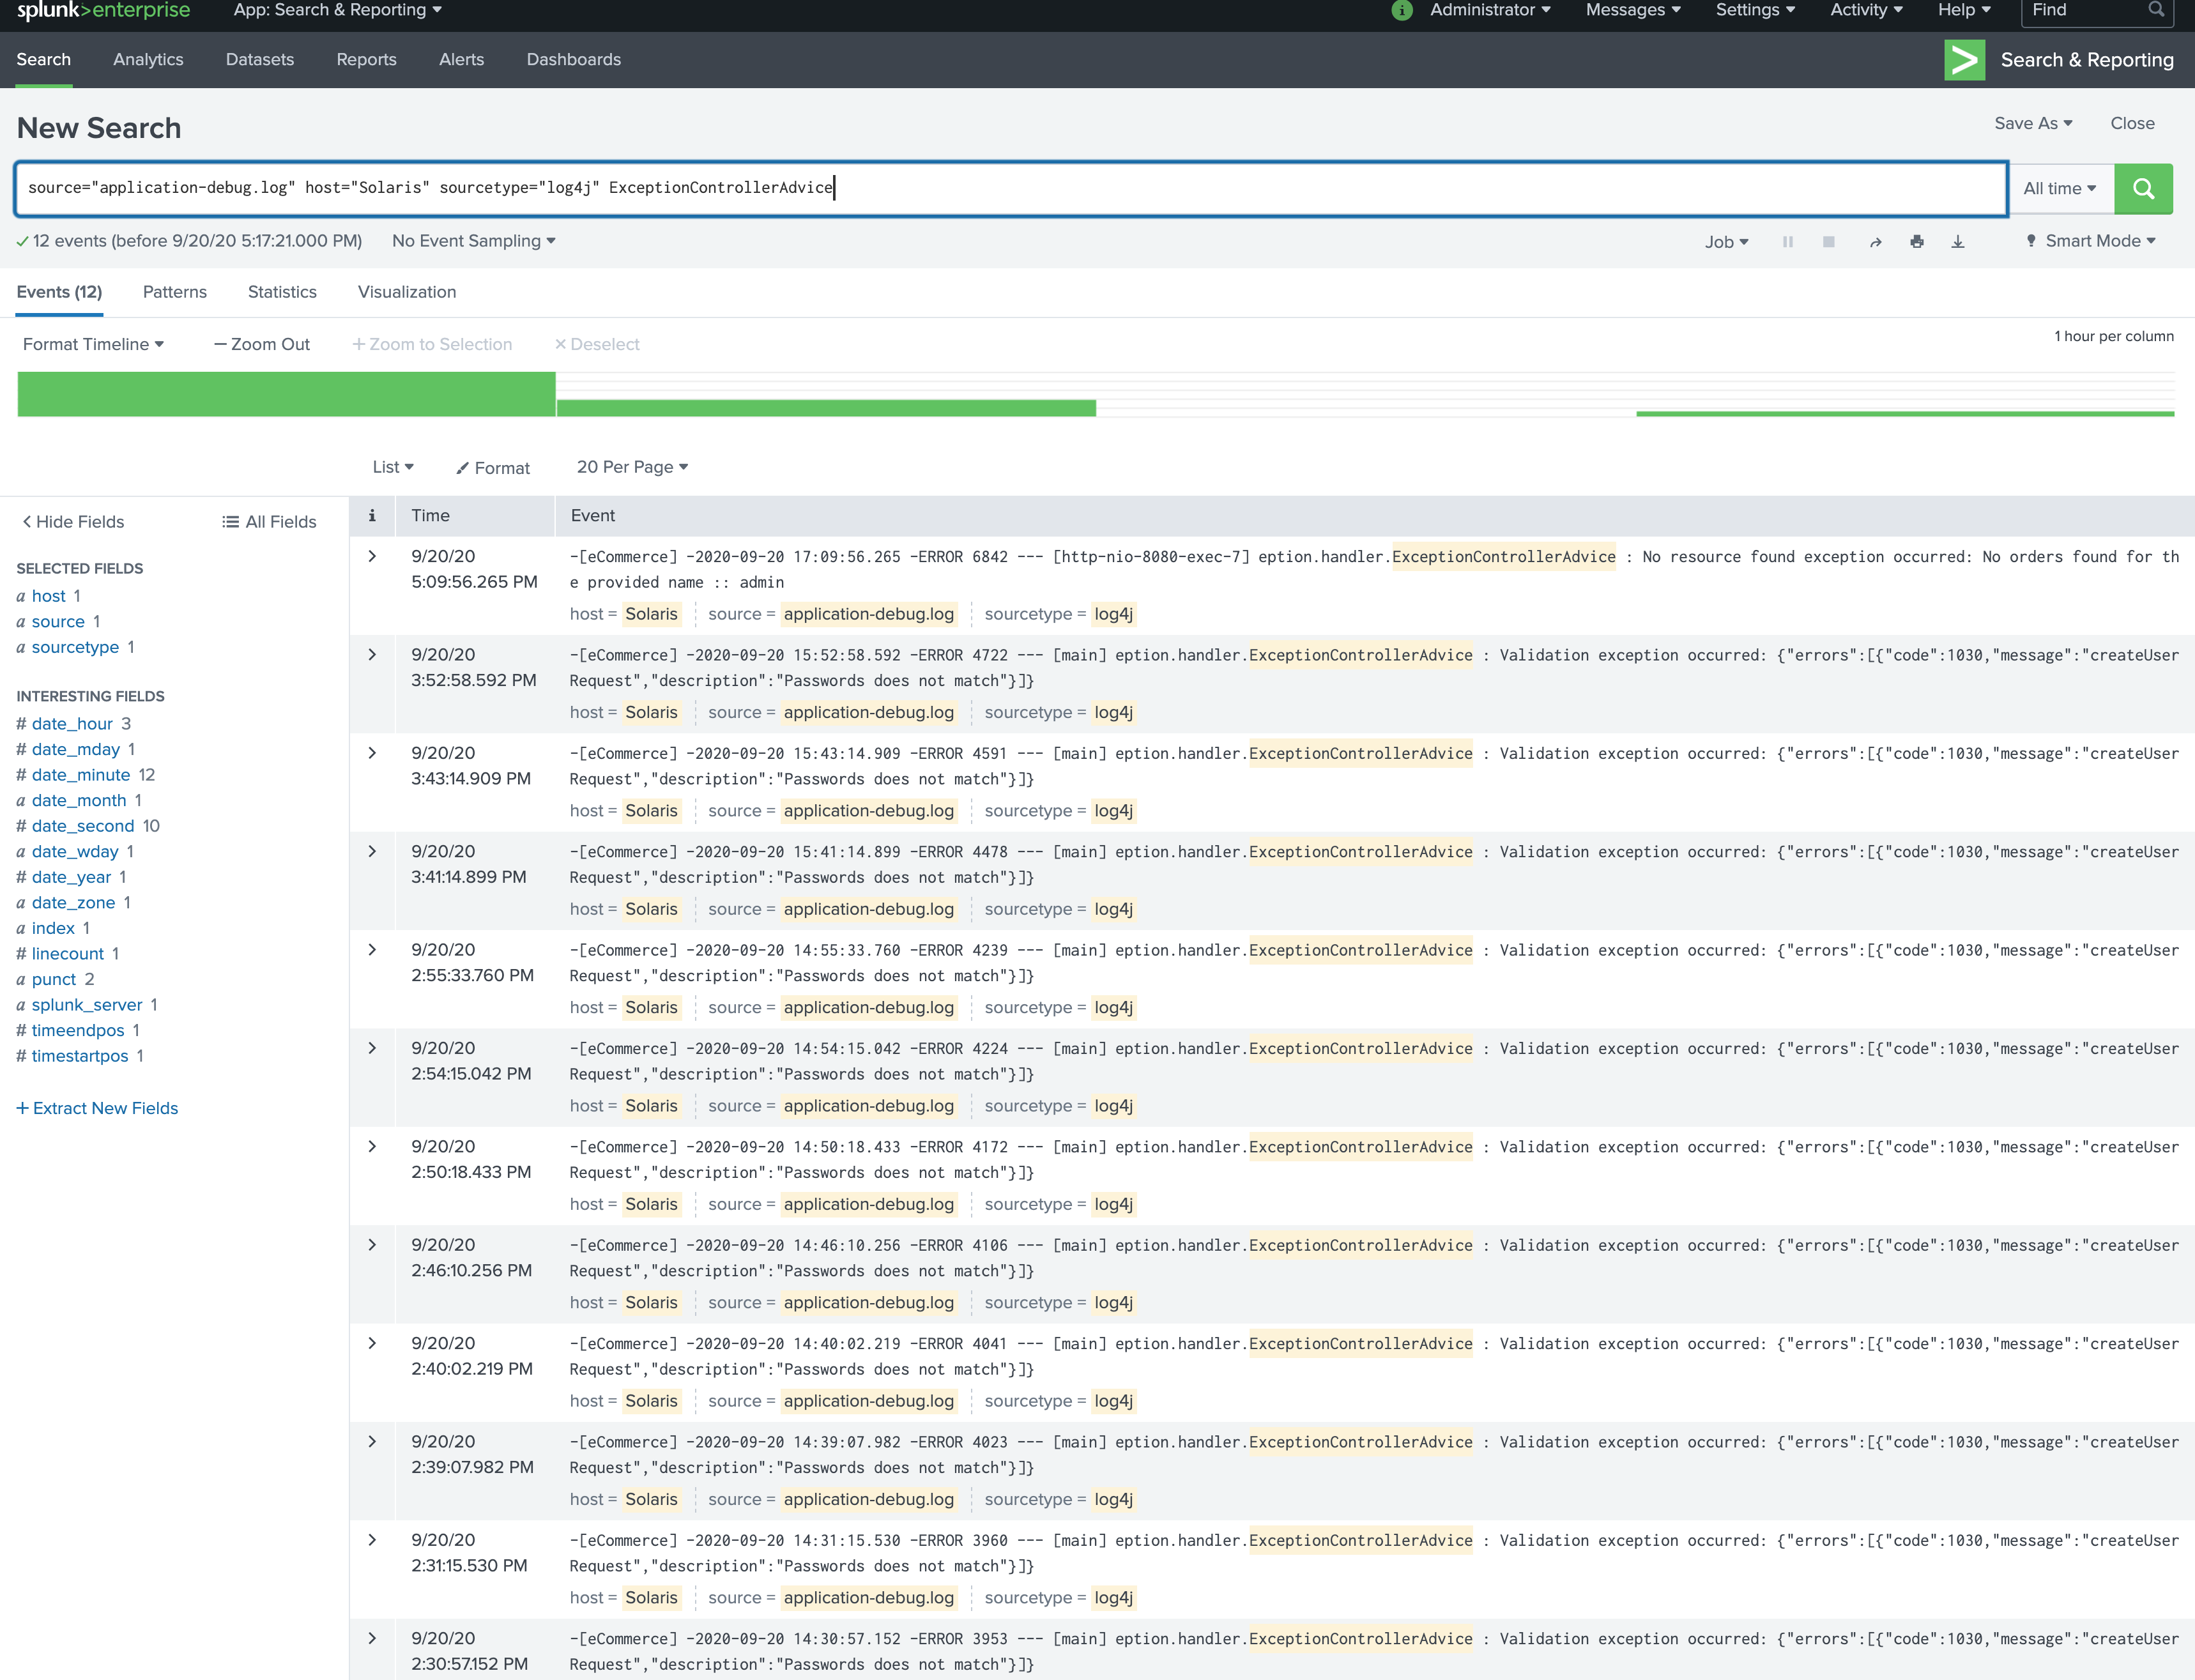 splunk>enterprise App: Search & Reporting i Administrator Messages Settings Activity Help Find
Search Analytics Datasets Reports Alerts Dashboards Search & Reporting
New Search Save As Close
source="application-debug.log" host="Solaris" sourcetype="log4j" ExceptionControllerAdvice All time
12 events (before 9/20/20 5:17:21.000 PM) No Event Sampling Job Smart Mode
Events (12) Patterns Statistics Visualization
Format Timeline — Zoom Out + Zoom to Selection × Deselect 1 hour per column
List Format 20 Per Page
< Hide Fields All Fields
SELECTED FIELDS
a host 1
a source 1
a sourcetype 1
INTERESTING FIELDS
# date_hour 3
# date_mday 1
# date_minute 12
a date_month 1
# date_second 10
a date_wday 1
# date_year 1
a date_zone 1
a index 1
# linecount 1
a punct 2
a splunk_server 1
# timeendpos 1
# timestartpos 1
+ Extract New Fields
i Time Event
9/20/20 -[eCommerce] -2020-09-20 17:09:56.265 -ERROR 6842 --- [http-nio-8080-exec-7] eption.handler.ExceptionControllerAdvice : No resource found exception occurred: No orders found for th
5:09:56.265 PM e provided name :: admin
host = Solaris source = application-debug.log sourcetype = log4j
9/20/20 -[eCommerce] -2020-09-20 15:52:58.592 -ERROR 4722 --- [main] eption.handler.ExceptionControllerAdvice : Validation exception occurred: {"errors":[{"code":1030,"message":"createUser
3:52:58.592 PM Request","description":"Passwords does not match"}]}
host = Solaris source = application-debug.log sourcetype = log4j
9/20/20 -[eCommerce] -2020-09-20 15:43:14.909 -ERROR 4591 --- [main] eption.handler.ExceptionControllerAdvice : Validation exception occurred: {"errors":[{"code":1030,"message":"createUser
3:43:14.909 PM Request","description":"Passwords does not match"}]}
host = Solaris source = application-debug.log sourcetype = log4j
9/20/20 -[eCommerce] -2020-09-20 15:41:14.899 -ERROR 4478 --- [main] eption.handler.ExceptionControllerAdvice : Validation exception occurred: {"errors":[{"code":1030,"message":"createUser
3:41:14.899 PM Request","description":"Passwords does not match"}]}
host = Solaris source = application-debug.log sourcetype = log4j
9/20/20 -[eCommerce] -2020-09-20 14:55:33.760 -ERROR 4239 --- [main] eption.handler.ExceptionControllerAdvice : Validation exception occurred: {"errors":[{"code":1030,"message":"createUser
2:55:33.760 PM Request","description":"Passwords does not match"}]}
host = Solaris source = application-debug.log sourcetype = log4j
9/20/20 -[eCommerce] -2020-09-20 14:54:15.042 -ERROR 4224 --- [main] eption.handler.ExceptionControllerAdvice : Validation exception occurred: {"errors":[{"code":1030,"message":"createUser
2:54:15.042 PM Request","description":"Passwords does not match"}]}
host = Solaris source = application-debug.log sourcetype = log4j
9/20/20 -[eCommerce] -2020-09-20 14:50:18.433 -ERROR 4172 --- [main] eption.handler.ExceptionControllerAdvice : Validation exception occurred: {"errors":[{"code":1030,"message":"createUser
2:50:18.433 PM Request","description":"Passwords does not match"}]}
host = Solaris source = application-debug.log sourcetype = log4j
9/20/20 -[eCommerce] -2020-09-20 14:46:10.256 -ERROR 4106 --- [main] eption.handler.ExceptionControllerAdvice : Validation exception occurred: {"errors":[{"code":1030,"message":"createUser
2:46:10.256 PM Request","description":"Passwords does not match"}]}
host = Solaris source = application-debug.log sourcetype = log4j
9/20/20 -[eCommerce] -2020-09-20 14:40:02.219 -ERROR 4041 --- [main] eption.handler.ExceptionControllerAdvice : Validation exception occurred: {"errors":[{"code":1030,"message":"createUser
2:40:02.219 PM Request","description":"Passwords does not match"}]}
host = Solaris source = application-debug.log sourcetype = log4j
9/20/20 -[eCommerce] -2020-09-20 14:39:07.982 -ERROR 4023 --- [main] eption.handler.ExceptionControllerAdvice : Validation exception occurred: {"errors":[{"code":1030,"message":"createUser
2:39:07.982 PM Request","description":"Passwords does not match"}]}
host = Solaris source = application-debug.log sourcetype = log4j
9/20/20 -[eCommerce] -2020-09-20 14:31:15.530 -ERROR 3960 --- [main] eption.handler.ExceptionControllerAdvice : Validation exception occurred: {"errors":[{"code":1030,"message":"createUser
2:31:15.530 PM Request","description":"Passwords does not match"}]}
host = Solaris source = application-debug.log sourcetype = log4j
9/20/20 -[eCommerce] -2020-09-20 14:30:57.152 -ERROR 3953 --- [main] eption.handler.ExceptionControllerAdvice : Validation exception occurred: {"errors":[{"code":1030,"message":"createUser
2:30:57.152 PM Request","description":"Passwords does not match"}]}